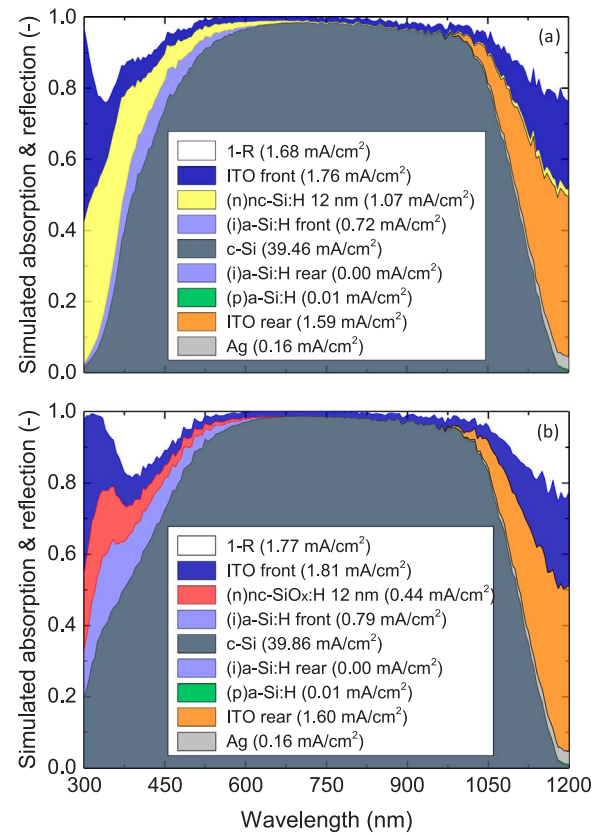 1.0
(a)
0.8
0.6
0.4
0.2
0.0
Simulated absorption & reflection (-)
1-R (1.68 mA/cm²)
ITO front (1.76 mA/cm²)
(n)nc-Si:H 12 nm (1.07 mA/cm²)
(i)a-Si:H front (0.72 mA/cm²)
c-Si (39.46 mA/cm²)
(i)a-Si:H rear (0.00 mA/cm²)
(p)a-Si:H (0.01 mA/cm²)
ITO rear (1.59 mA/cm²)
Ag (0.16 mA/cm²)
1.0
(b)
0.8
0.6
0.4
0.2
0.0
Simulated absorption & reflection (-)
1-R (1.77 mA/cm²)
ITO front (1.81 mA/cm²)
(n)nc-SiOx:H 12 nm (0.44 mA/cm²)
(i)a-Si:H front (0.79 mA/cm²)
c-Si (39.86 mA/cm²)
(i)a-Si:H rear (0.00 mA/cm²)
(p)a-Si:H (0.01 mA/cm²)
ITO rear (1.60 mA/cm²)
Ag (0.16 mA/cm²)
300 450 600 750 900 1050 1200
Wavelength (nm)